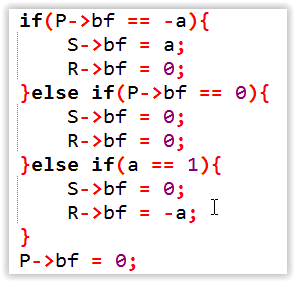 if(P->bf == -a){
S->bf = a;
R->bf = 0;
}else if(P->bf == 0){
S->bf = 0;
R->bf = 0;
}else if(a == 1){
S->bf = 0;
R->bf = -a;
}
P->bf = 0;